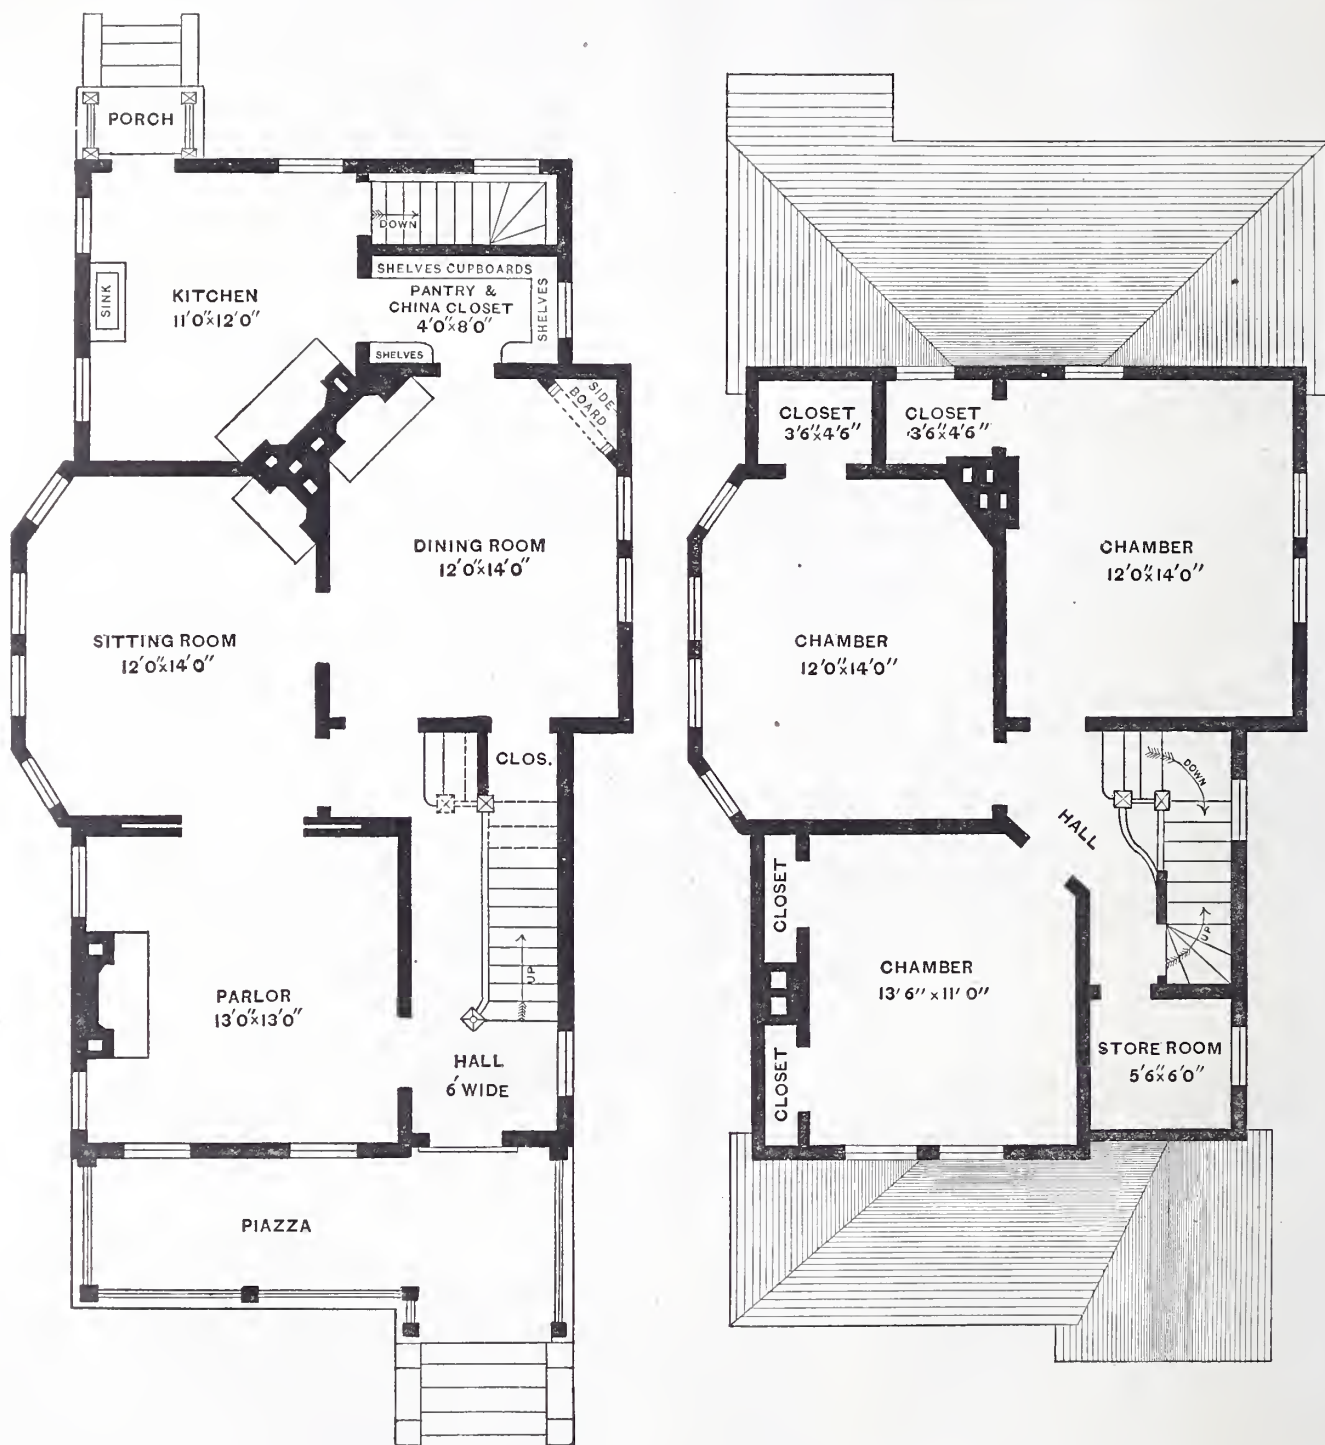 PORCH
DOWN
SHELVES CUPBOARDS
PANTRY &
CHINA CLOSET
4'0"x8'0"
SHELVES
SHELVES
SINK
KITCHEN
11'0"x12'0"
SIDE
BOARD
DINING ROOM
12'0"x14'0"
SITTING ROOM
12'0"x14'0"
CLOS.
UP
PARLOR
13'0"x13'0"
HALL
6' WIDE
PIAZZA
CLOSET
3'6"x4'6"
CLOSET
3'6"x4'6"
CHAMBER
12'0"x14'0"
CHAMBER
12'0"x14'0"
DOWN
HALL
CLOSET
UP
CHAMBER
13'6"x11'0"
STORE ROOM
5'6"x6'0"
CLOSET